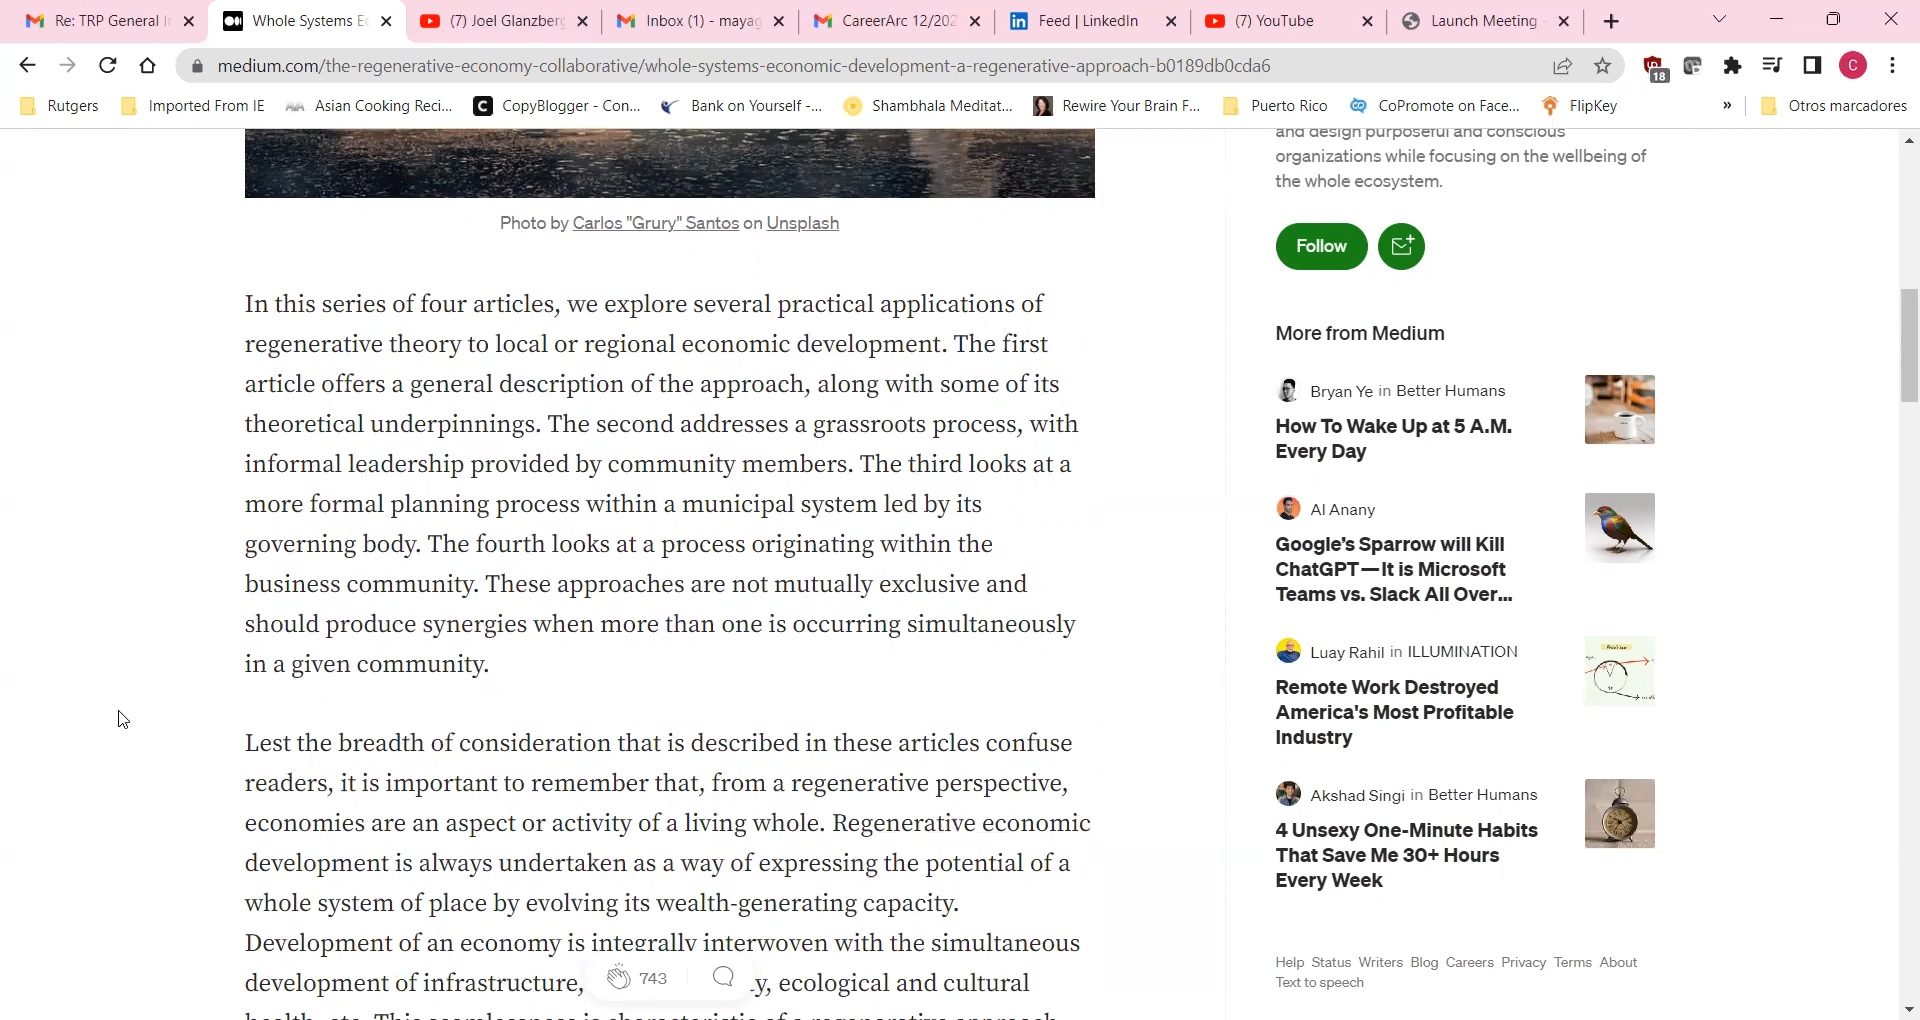 Re: TRP General I
Whole Systems Ec
(7) Joel Glanzberg
Inbox (1) - mayag
CareerArc 12/202
Feed | LinkedIn
(7) YouTube
Launch Meeting -
medium.com/the-regenerative-economy-collaborative/whole-systems-economic-development-a-regenerative-approach-b0189db0cda6
18
C
Rutgers
Imported From IE
Asian Cooking Reci...
C CopyBlogger - Con...
Bank on Yourself -...
Shambhala Meditat...
Rewire Your Brain F...
Puerto Rico
CoPromote on Face...
FlipKey
»
Otros marcadores
Photo by Carlos "Grury" Santos on Unsplash
In this series of four articles, we explore several practical applications of
regenerative theory to local or regional economic development. The first
article offers a general description of the approach, along with some of its
theoretical underpinnings. The second addresses a grassroots process, with
informal leadership provided by community members. The third looks at a
more formal planning process within a municipal system led by its
governing body. The fourth looks at a process originating within the
business community. These approaches are not mutually exclusive and
should produce synergies when more than one is occurring simultaneously
in a given community.
Lest the breadth of consideration that is described in these articles confuse
readers, it is important to remember that, from a regenerative perspective,
economies are an aspect or activity of a living whole. Regenerative economic
development is always undertaken as a way of expressing the potential of a
whole system of place by evolving its wealth-generating capacity.
Development of an economy is integrally interwoven with the simultaneous
development of infrastructure, y, ecological and cultural
743
and design purposeful and conscious
organizations while focusing on the wellbeing of
the whole ecosystem.
Follow
More from Medium
Bryan Ye in Better Humans
How To Wake Up at 5 A.M.
Every Day
Al Anany
Google's Sparrow will Kill
ChatGPT—It is Microsoft
Teams vs. Slack All Over...
Luay Rahil in ILLUMINATION
Remote Work Destroyed
America's Most Profitable
Industry
Akshad Singi in Better Humans
4 Unsexy One-Minute Habits
That Save Me 30+ Hours
Every Week
Help Status Writers Blog Careers Privacy Terms About
Text to speech